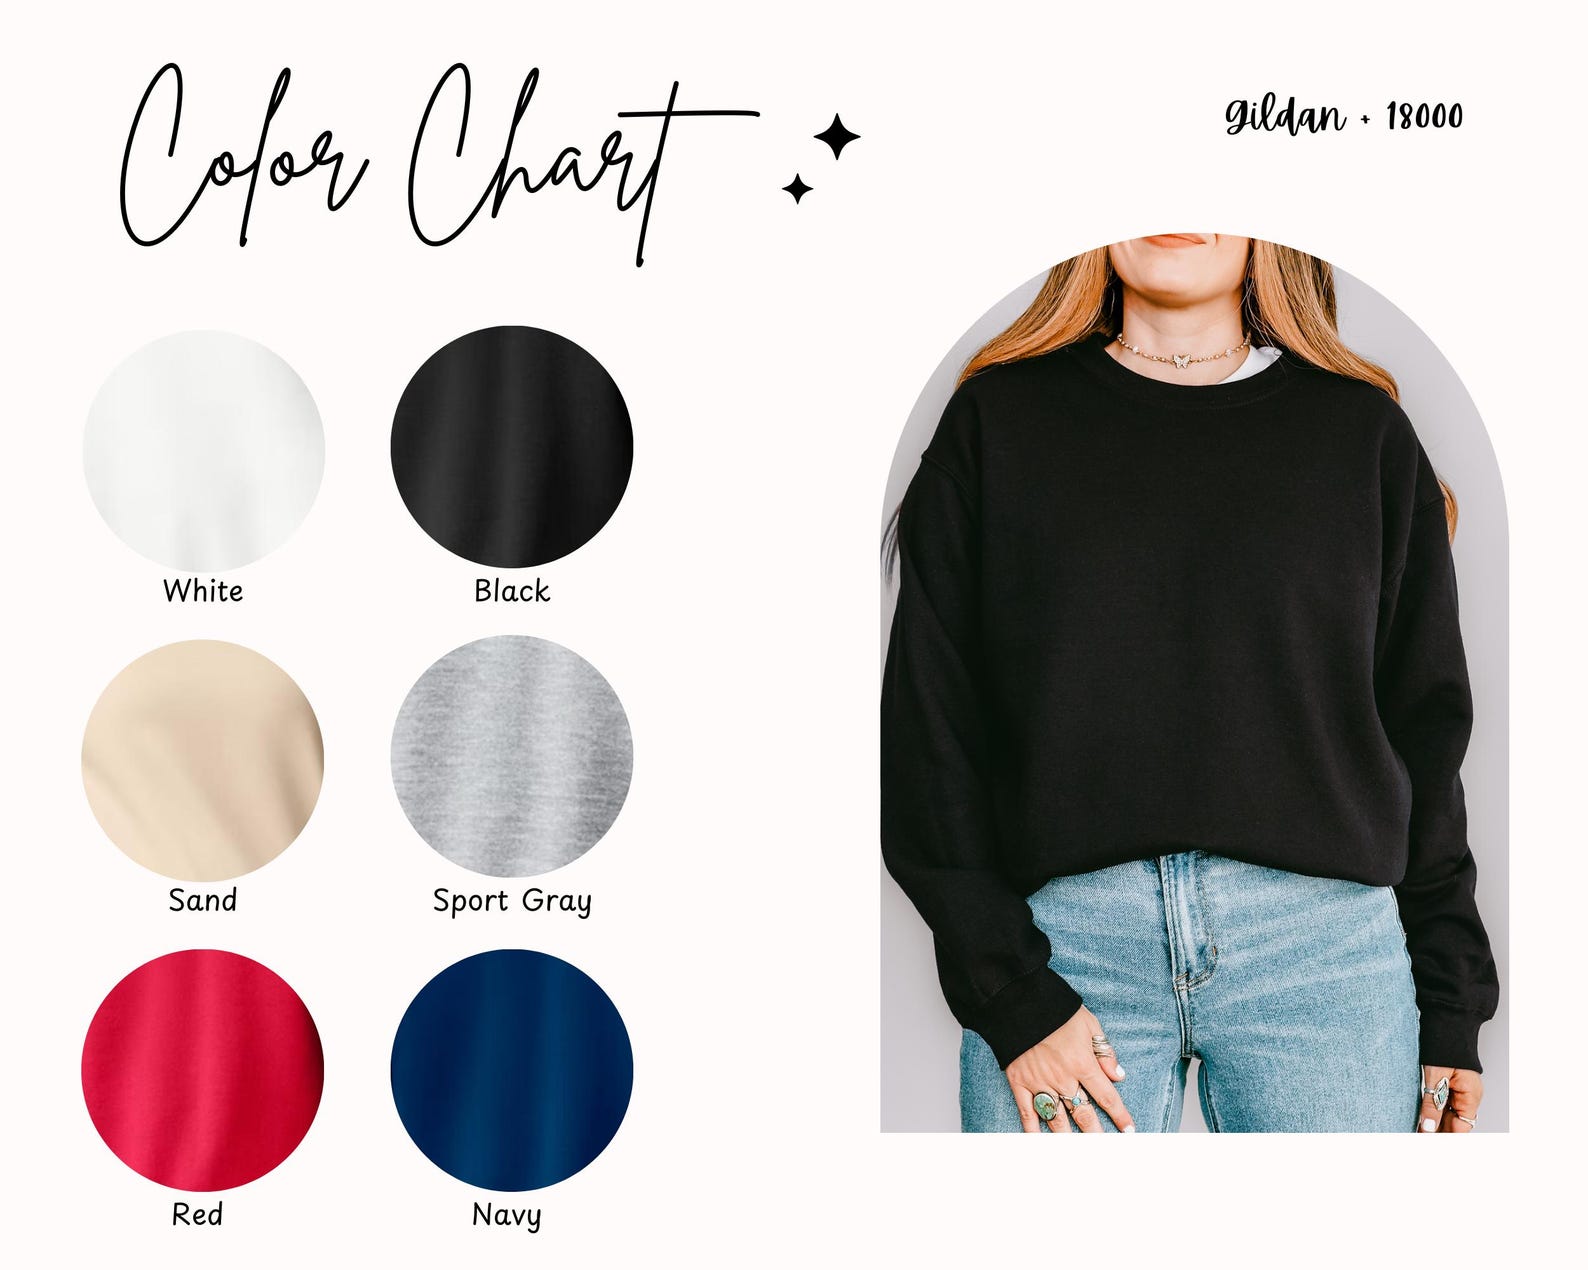 Color Chart
gildan + 18000
White
Black
Sand
Sport Gray
Red
Navy